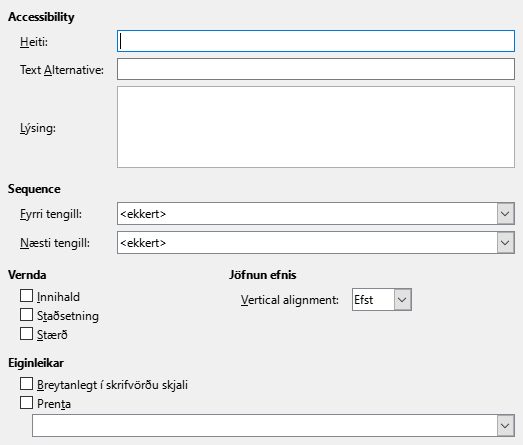 Accessibility
Heiti:
Text Alternative:
Lýsing:
Sequence
Fyrri tengill: <ekkert>
Næsti tengill: <ekkert>
Vernda Jöfnun efnis
Innihald Vertical alignment: Efst
Staðsetning
Stærð
Eiginleikar
Breytanlegt í skrifvörðu skjali
Prenta